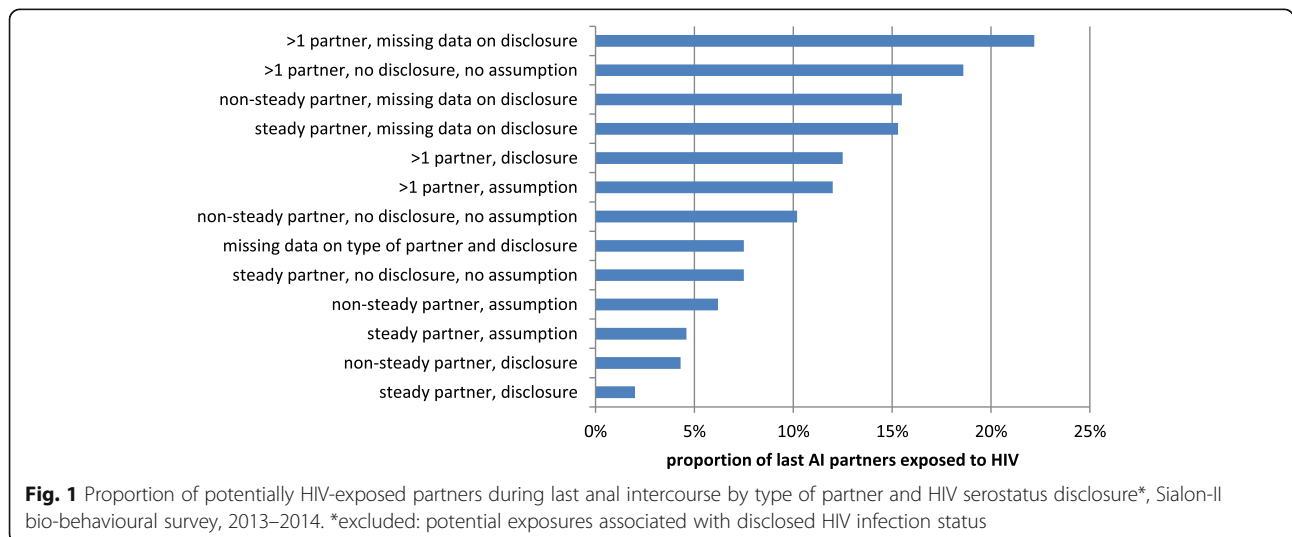 >1 partner, missing data on disclosure
>1 partner, no disclosure, no assumption
non-steady partner, missing data on disclosure
steady partner, missing data on disclosure
>1 partner, disclosure
>1 partner, assumption
non-steady partner, no disclosure, no assumption
missing data on type of partner and disclosure
steady partner, no disclosure, no assumption
non-steady partner, assumption
steady partner, assumption
non-steady partner, disclosure
steady partner, disclosure
0% 5% 10% 15% 20% 25%
proportion of last AI partners exposed to HIV
Fig. 1 Proportion of potentially HIV-exposed partners during last anal intercourse by type of partner and HIV serostatus disclosure*, Sialon-II
bio-behavioural survey, 2013–2014. *excluded: potential exposures associated with disclosed HIV infection status